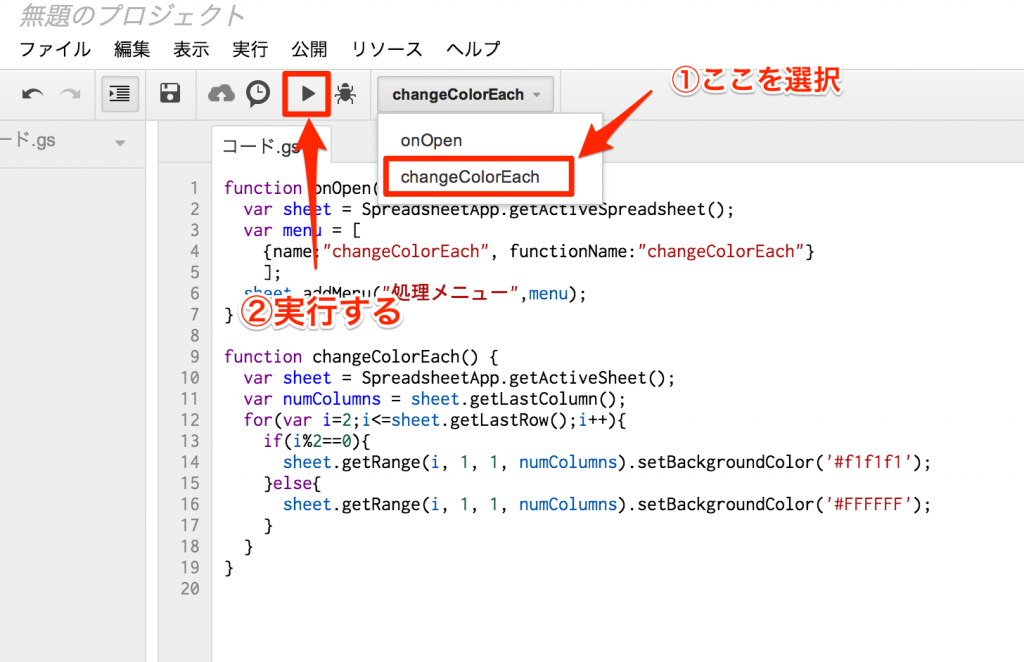 無題のプロジェクト
ファイル 編集 表示 実行 公開 リソース ヘルプ
changeColorEach
①ここを選択
ード.gs
コード.gs
onOpen
changeColorEach
1 function onOpen(
2 var sheet = SpreadsheetApp.getActiveSpreadsheet();
3 var menu = [
4 {name:"changeColorEach", functionName:"changeColorEach"}
5 ];
6 sheet.addMenu("処理メニュー",menu);
7 }
②実行する
8
9 function changeColorEach() {
10 var sheet = SpreadsheetApp.getActiveSheet();
11 var numColumns = sheet.getLastColumn();
12 for(var i=2;i<=sheet.getLastRow();i++){
13 if(i%2==0){
14 sheet.getRange(i, 1, 1, numColumns).setBackgroundColor('#f1f1f1');
15 }else{
16 sheet.getRange(i, 1, 1, numColumns).setBackgroundColor('#FFFFFF');
17 }
18 }
19 }
20